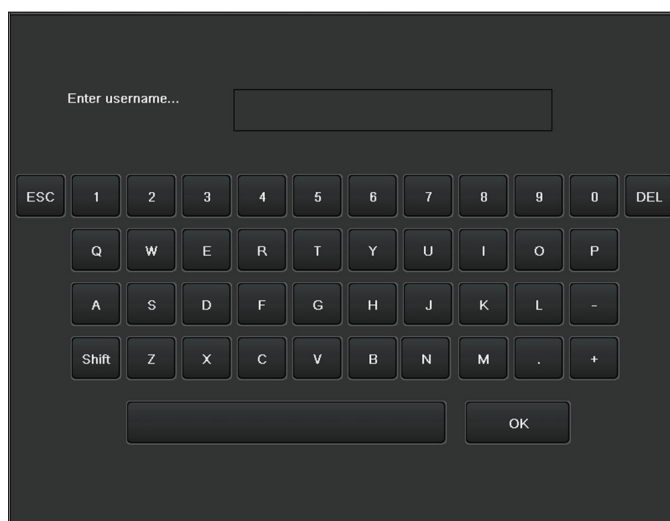 Enter username...
ESC 1 2 3 4 5 6 7 8 9 0 DEL
Q W E R T Y U I O P
A S D F G H J K L -
Shift Z X C V B N M . +
OK